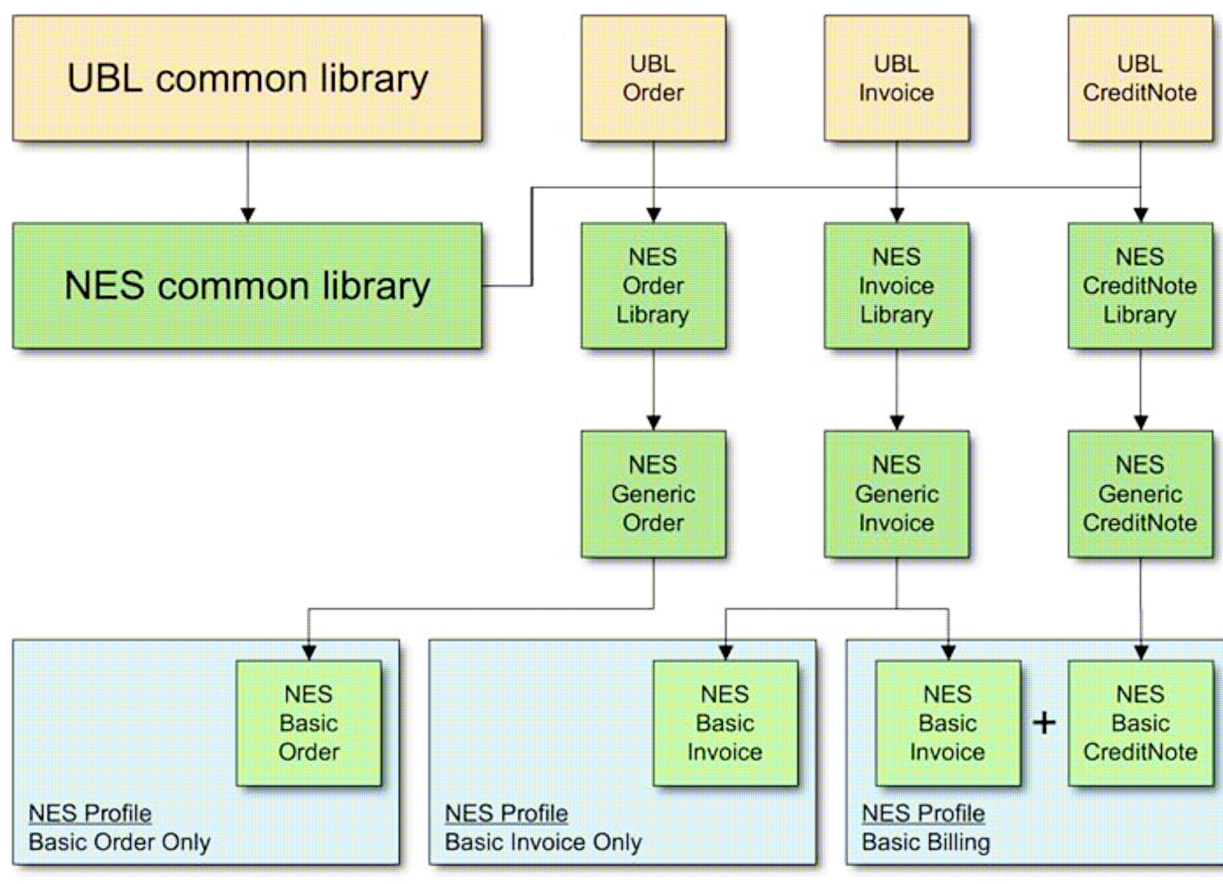 UBL common library
UBL
Order
UBL
Invoice
UBL
CreditNote
NES common library
NES
Order
Library
NES
Invoice
Library
NES
CreditNote
Library
NES
Generic
Order
NES
Generic
Invoice
NES
Generic
CreditNote
NES
Basic
Order
NES Profile
Basic Order Only
NES
Basic
Invoice
NES Profile
Basic Invoice Only
NES
Basic
Invoice
+
NES
Basic
CreditNote
NES Profile
Basic Billing